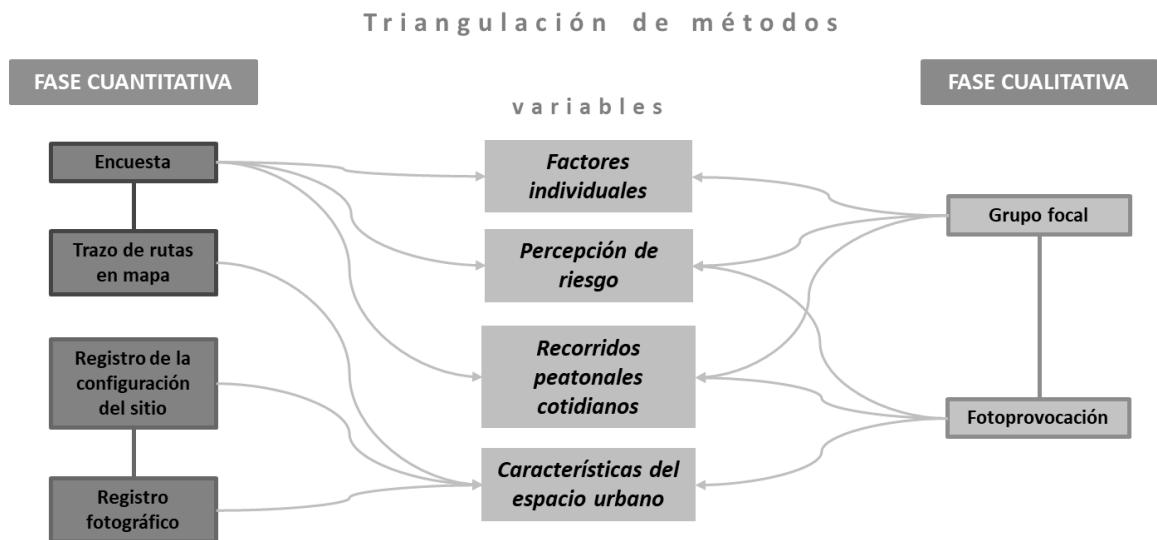 Triangulación de métodos
FASE CUANTITATIVA
FASE CUALITATIVA
variables
Encuesta
Trazo de rutas
en mapa
Registro de la
configuración
del sitio
Registro
fotográfico
Factores
individuales
Percepción de
riesgo
Recorridos
peatonales
cotidianos
Características del
espacio urbano
Grupo focal
Fotoprovocación